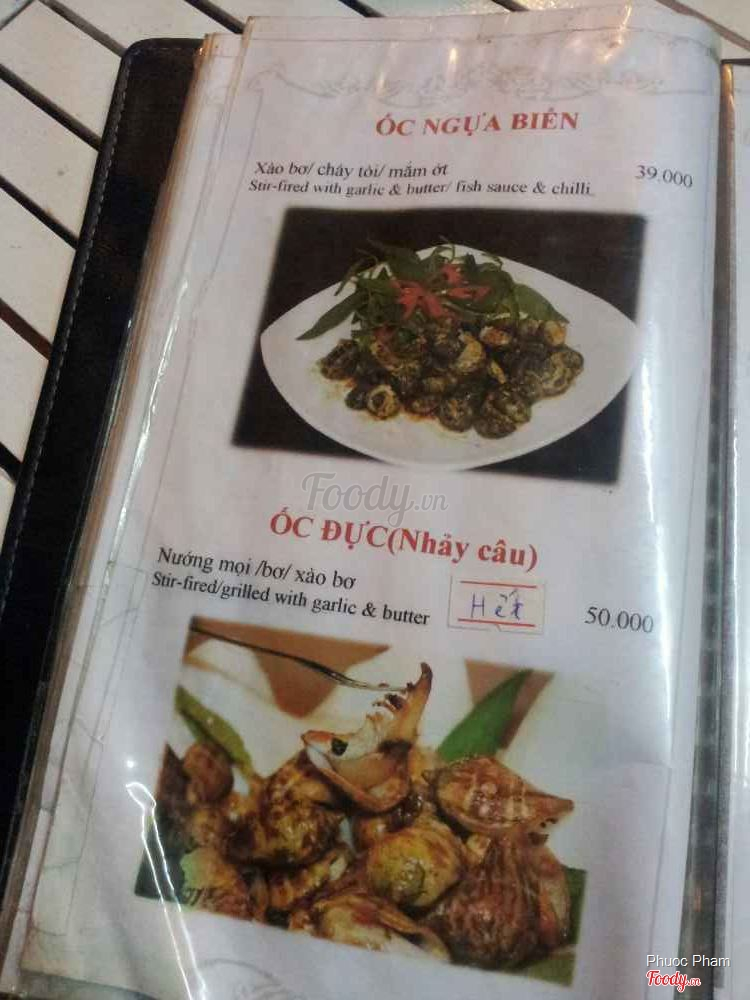 ỐC NGỰA BIỂN
Xào bơ/ cháy tỏi/ mắm ớt 39.000
Stir-fired with garlic & butter/ fish sauce & chilli
Foody.vn
ỐC ĐỰC(Nhảy câu)
Nướng mọi /bơ/ xào bơ
Stir-fired/grilled with garlic & butter Hết 50.000
Phuoc Pham
Foody.vn